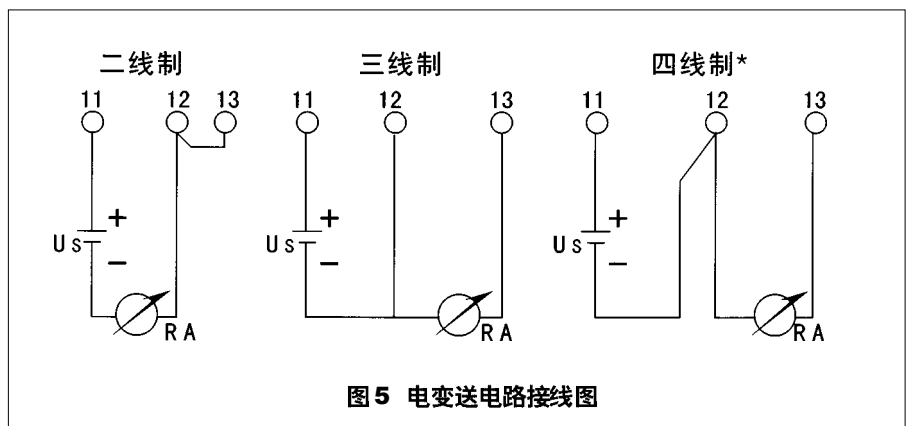 二线制 三线制 四线制*
11 12 13 11 12 13 11 12 13
+ + +
Us Us Us
− − −
RA RA RA
图5 电变送电路接线图